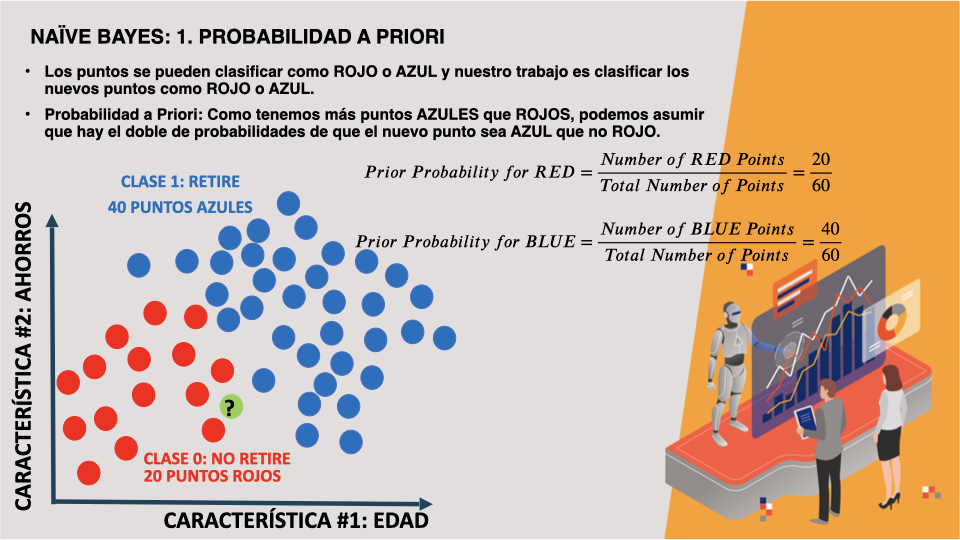 NAÏVE BAYES: 1. PROBABILIDAD A PRIORI
• Los puntos se pueden clasificar como ROJO o AZUL y nuestro trabajo es clasificar los
nuevos puntos como ROJO o AZUL.
• Probabilidad a Priori: Como tenemos más puntos AZULES que ROJOS, podemos asumir
que hay el doble de probabilidades de que el nuevo punto sea AZUL que no ROJO.
Prior Probability for RED = Number of RED Points / Total Number of Points = 20 / 60
Prior Probability for BLUE = Number of BLUE Points / Total Number of Points = 40 / 60
CLASE 1: RETIRE
40 PUNTOS AZULES
CARACTERÍSTICA #2: AHORROS
?
CLASE 0: NO RETIRE
20 PUNTOS ROJOS
CARACTERÍSTICA #1: EDAD